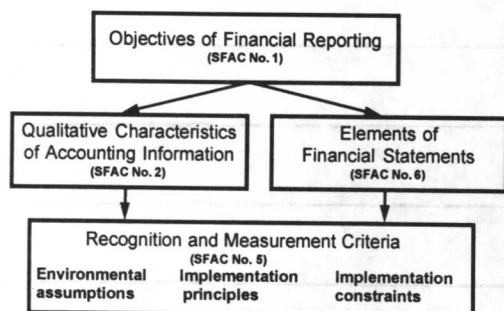 Objectives of Financial Reporting
(SFAC No. 1)
Qualitative Characteristics
of Accounting Information
(SFAC No. 2)
Elements of
Financial Statements
(SFAC No. 6)
Recognition and Measurement Criteria
(SFAC No. 5)
Environmental Implementation Implementation
assumptions principles constraints